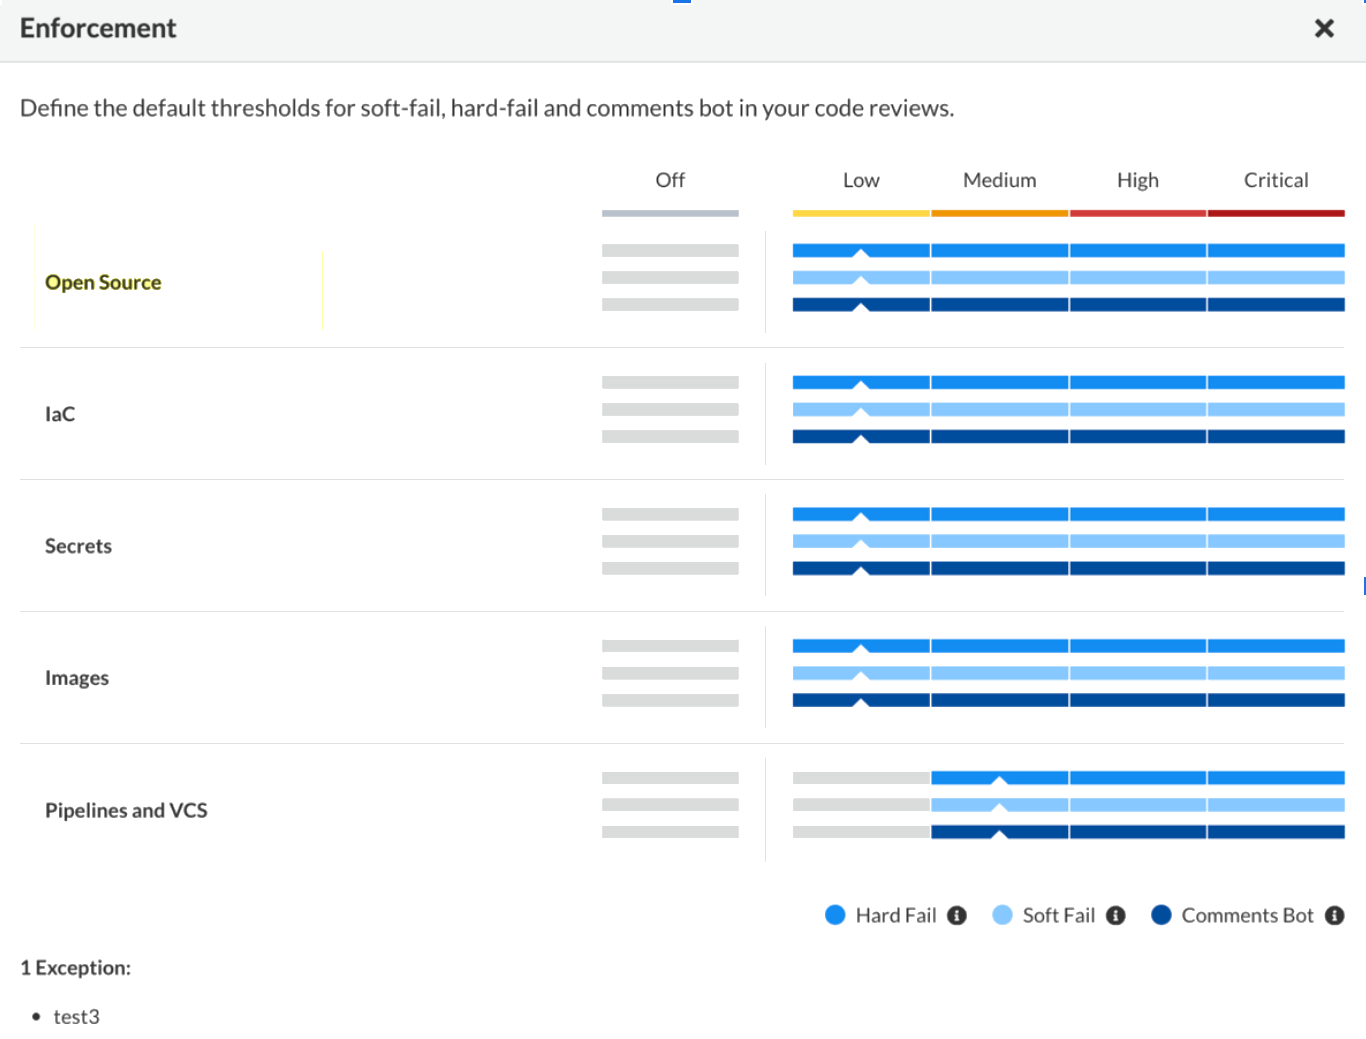 Enforcement
Define the default thresholds for soft-fail, hard-fail and comments bot in your code reviews.
Off Low Medium High Critical
Open Source
IaC
Secrets
Images
Pipelines and VCS
Hard Fail Soft Fail Comments Bot
1 Exception:
• test3